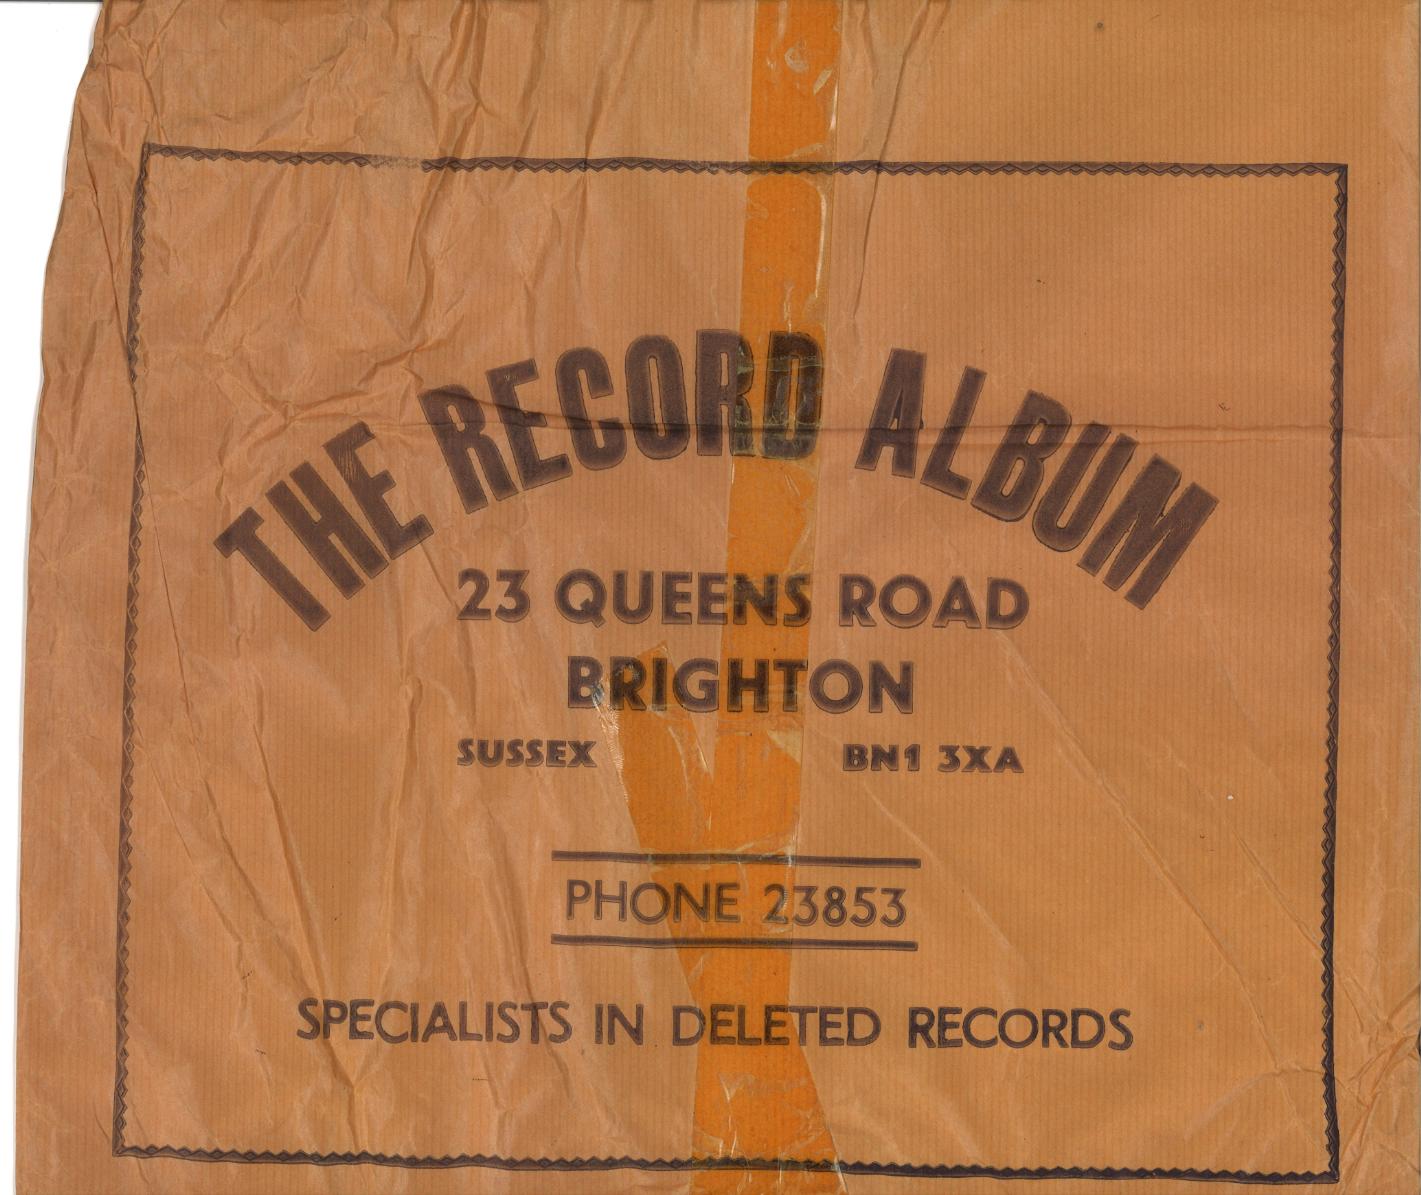 THE RECORD ALBUM
23 QUEENS ROAD
BRIGHTON
SUSSEX BN1 3XA
PHONE 23853
SPECIALISTS IN DELETED RECORDS